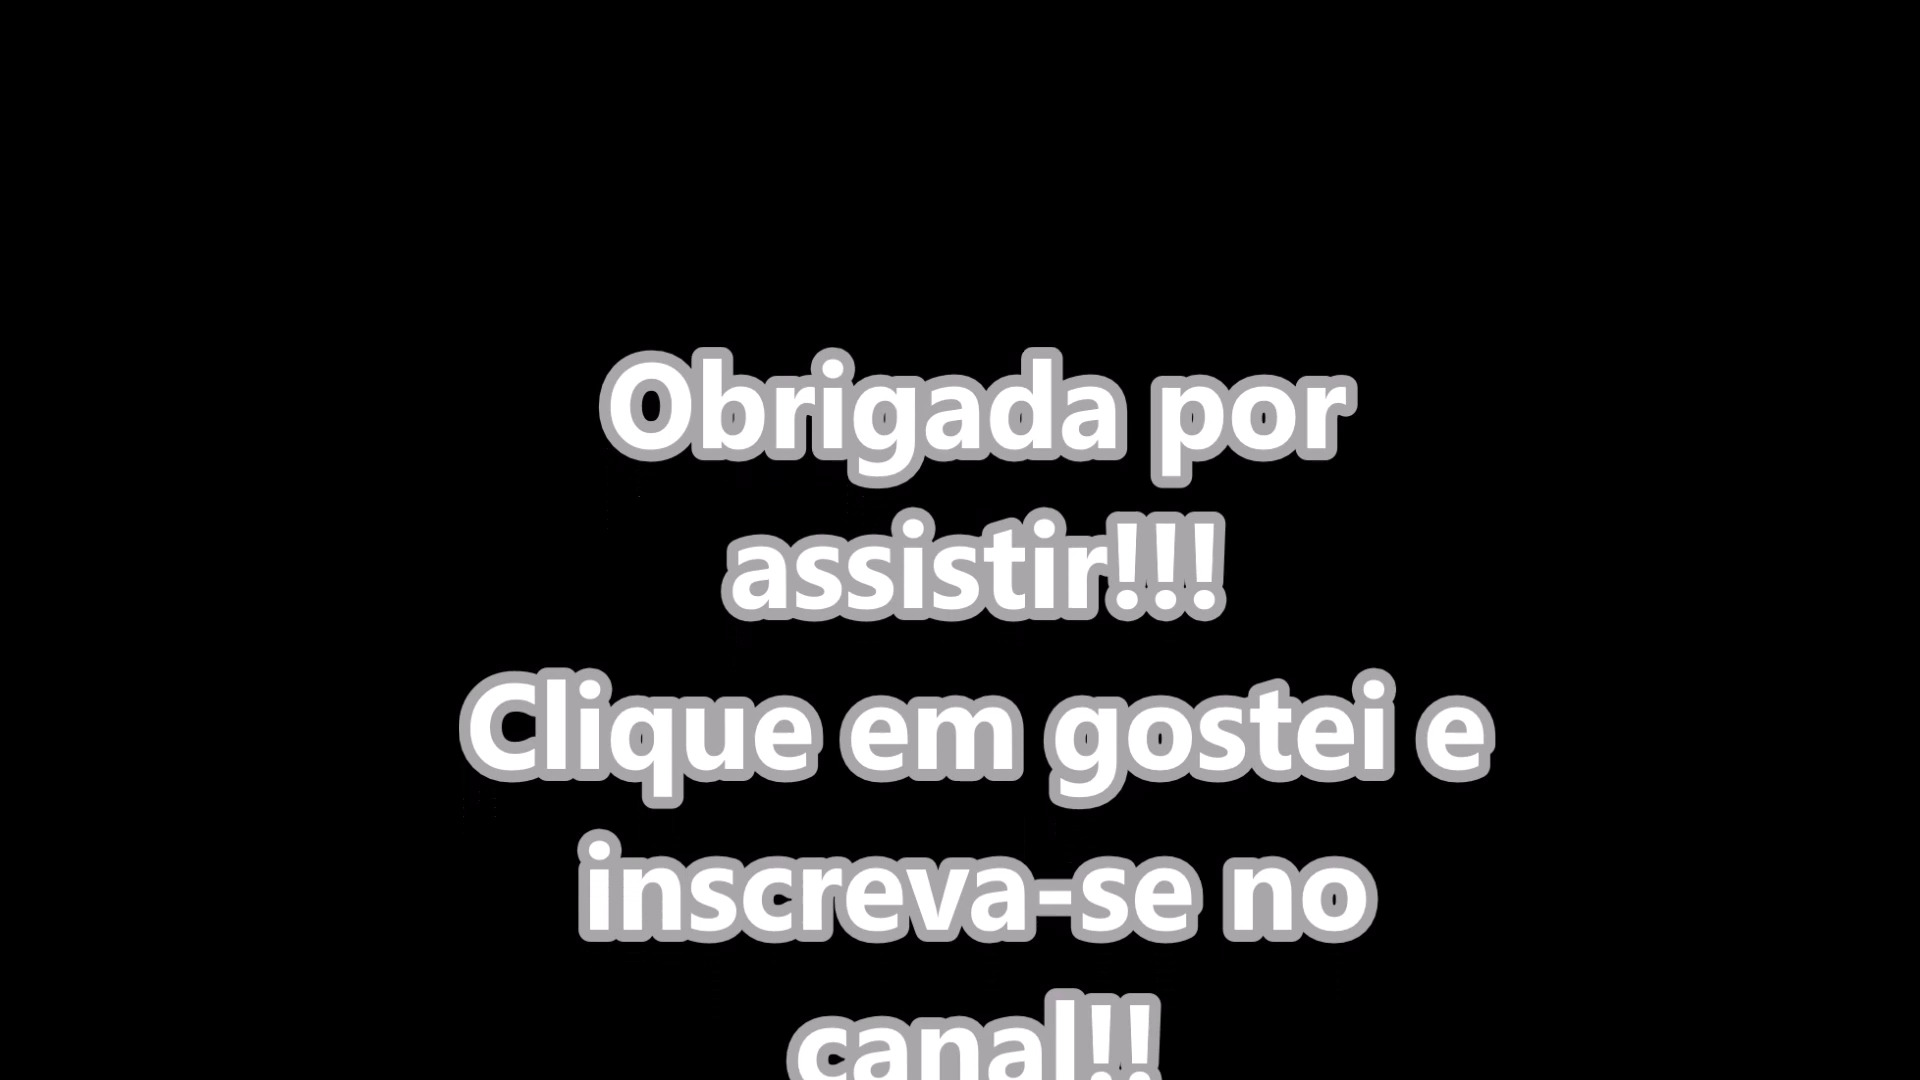 Obrigada por
assistir!!!
Clique em gostei e
inscreva-se no
canal!!